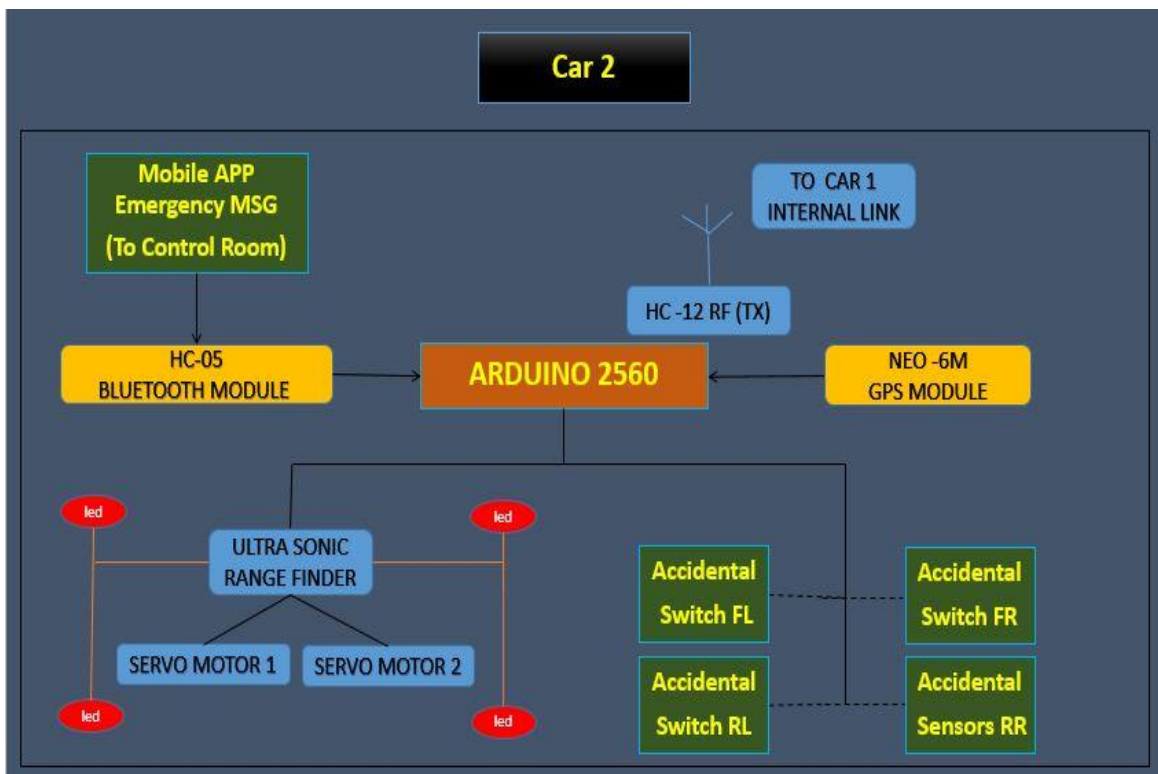 Car 2
Mobile APP
Emergency MSG
(To Control Room)
TO CAR 1
INTERNAL LINK
HC -12 RF (TX)
HC-05
BLUETOOTH MODULE
ARDUINO 2560
NEO -6M
GPS MODULE
led
led
ULTRA SONIC
RANGE FINDER
SERVO MOTOR 1
SERVO MOTOR 2
led
led
Accidental
Switch FL
Accidental
Switch FR
Accidental
Switch RL
Accidental
Sensors RR